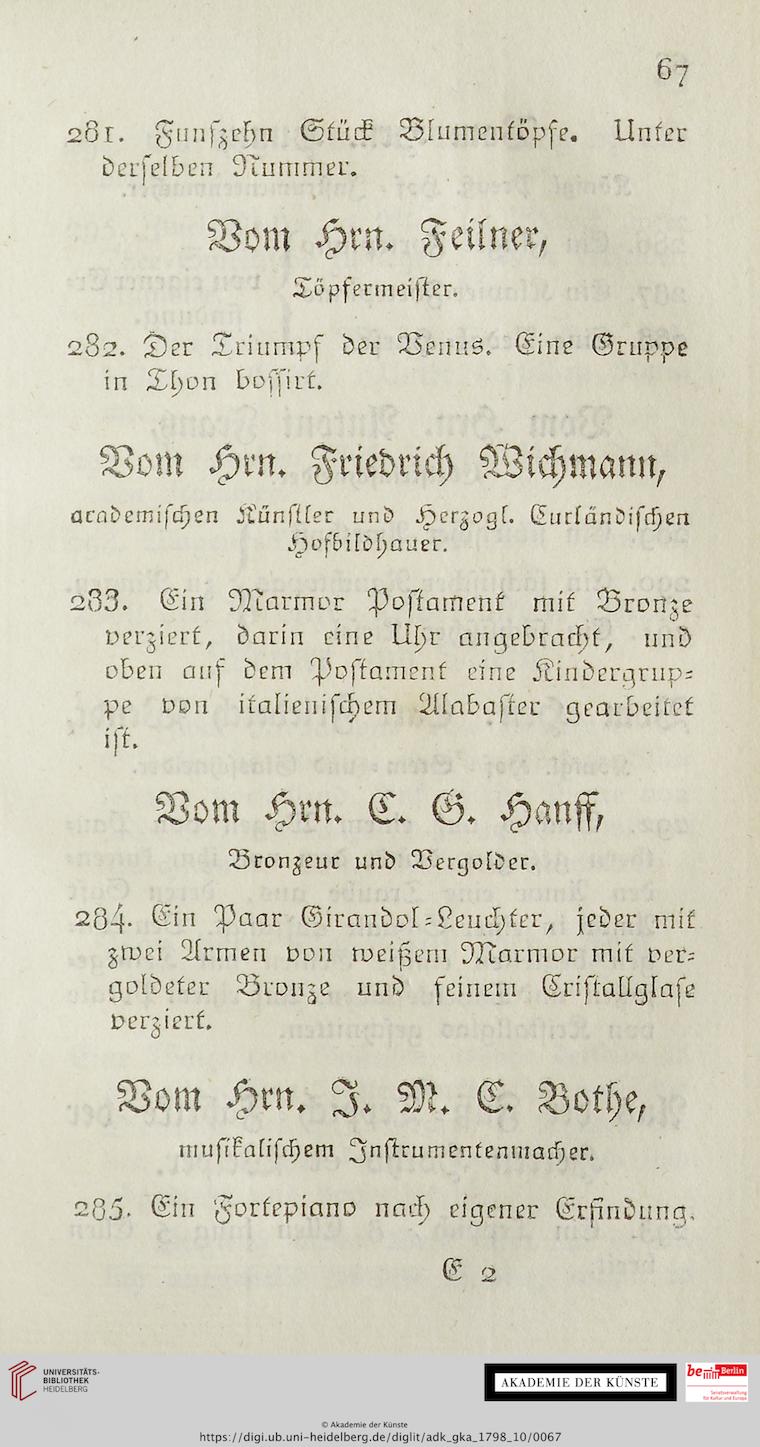 67
281. Funfzehn Stück Blumentöpfe. Unter
derselben Nummer.
Vom Hrn. Feilner,
Töpfermeister.
282. Der Triumpf der Venus. Eine Gruppe
in Thon bossirt.
Vom Hrn. Friedrich Wichmann,
academischen Künstler und Herzogl. Curländischen
Hofbildhauer.
283. Ein Marmor Postament mit Bronze
verziert, darin eine Uhr angebracht, und
oben auf dem Postament eine Kindergrup-
pe von italienischem Alabaster gearbeitet
ist.
Vom Hrn. C. G. Hanff,
Bronzeur und Vergolder.
284. Ein Paar Girandol-Leuchter, jeder mit
zwei Armen von weißem Marmor mit ver-
goldeter Bronze und feinem Cristallglase
verziert.
Vom Hrn. J. M. C. Bothe,
musikalischem Instrumentenmacher.
285. Ein Fortepiano nach eigener Erfindung.
E 2
UNIVERSITÄTS-
BIBLIOTHEK
HEIDELBERG
AKADEMIE DER KÜNSTE
be Berlin
Senatsverwaltung
für Kultur und Europa
© Akademie der Künste
https://digi.ub.uni-heidelberg.de/diglit/adk_gka_1798_10/0067